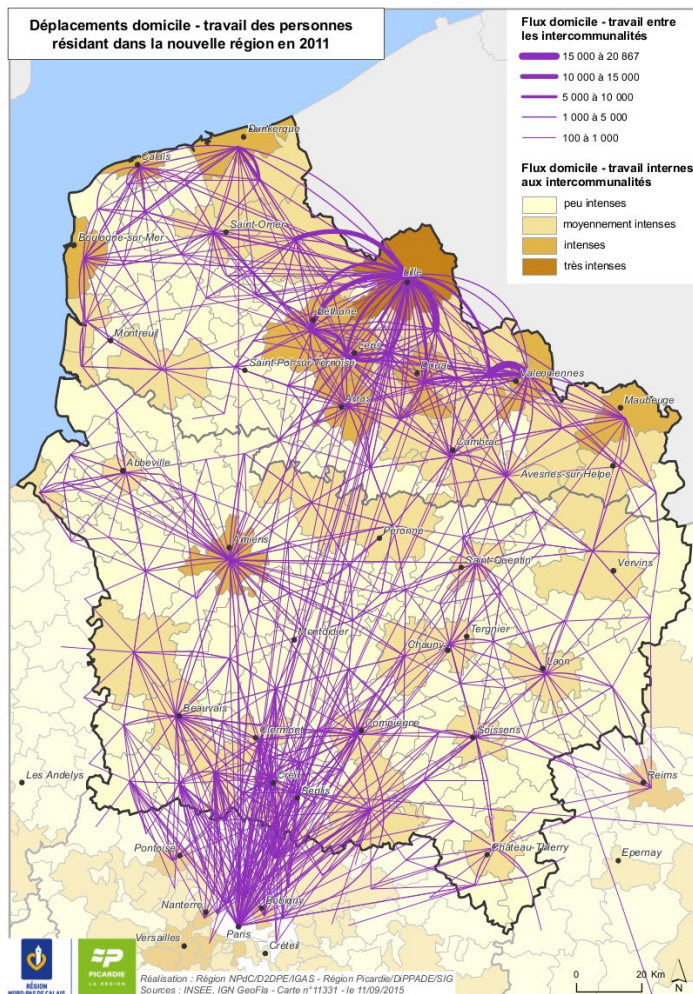 Déplacements domicile - travail des personnes
résidant dans la nouvelle région en 2011
Flux domicile - travail entre
les intercommunalités
15 000 à 20 867
10 000 à 15 000
5 000 à 10 000
1 000 à 5 000
100 à 1 000
Flux domicile - travail internes
aux intercommunalités
peu intenses
moyennement intenses
intenses
très intenses
Dunkerque
Calais
Saint-Omer
Boulogne-sur-Mer
Lille
Béthune
Lens
Montreuil
Saint-Pol-sur-Ternoise
Douai
Valenciennes
Arras
Maubeuge
Cambrai
Avesnes-sur-Helpe
Abbeville
Péronne
Amiens
Saint-Quentin
Vervins
Montdidier
Tergnier
Chauny
Laon
Beauvais
Clermont
Compiègne
Soissons
Les Andelys
Creil
Senlis
Reims
Pontoise
Château-Thierry
Epernay
Nanterre
Bobigny
Paris
Versailles
Créteil
0 20 Km
RÉGION
NORD-PAS DE CALAIS
PICARDIE
LA RÉGION
Réalisation : Région NPdC/D2DPE/IGAS - Région Picardie/DiPPADE/SIG
Sources : INSEE, IGN GeoFla - Carte n°11331 - le 11/09/2015